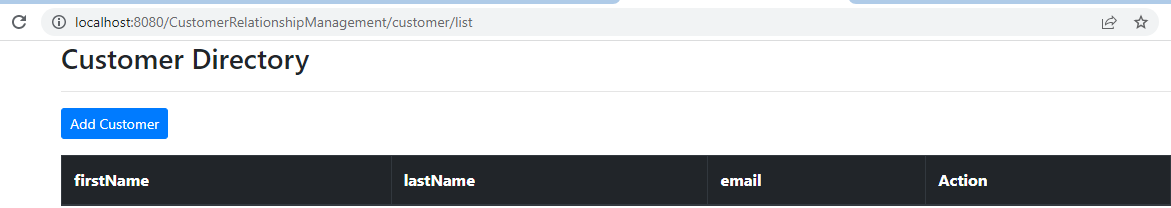 localhost:8080/CustomerRelationshipManagement/customer/list
Customer Directory
Add Customer
firstName lastName email Action